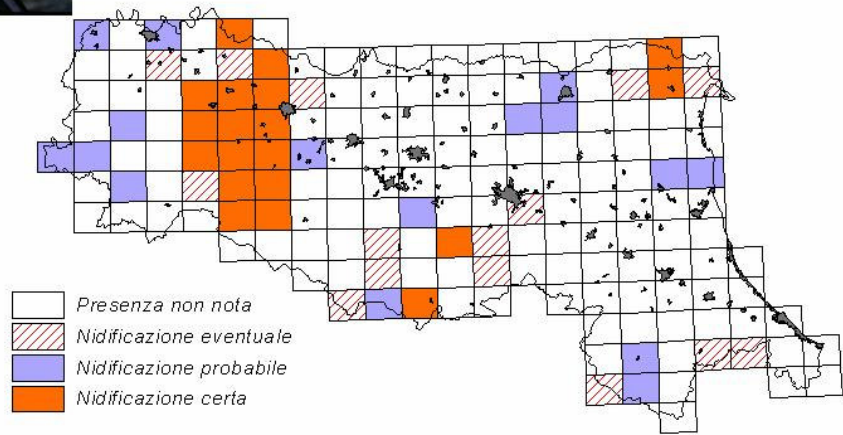 Presenza non nota
Nidificazione eventuale
Nidificazione probabile
Nidificazione certa